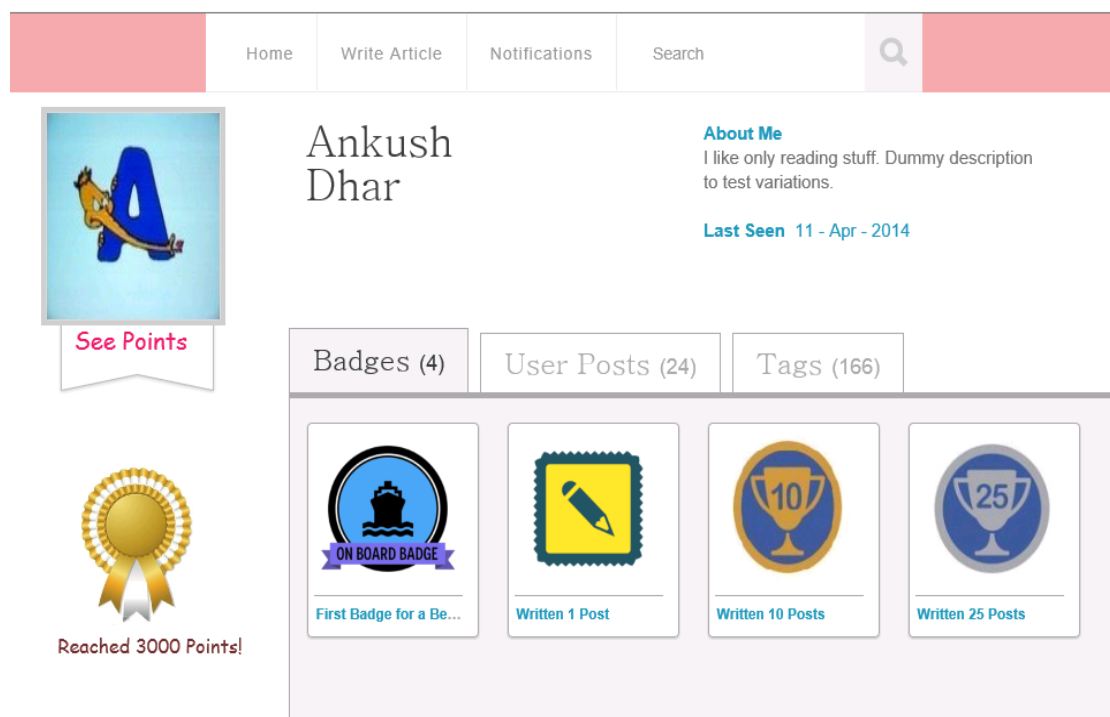 Home Write Article Notifications Search
Ankush
Dhar
About Me
I like only reading stuff. Dummy description
to test variations.
Last Seen 11 - Apr - 2014
A
See Points
Badges (4) User Posts (24) Tags (166)
ON BOARD BADGE
10
25
First Badge for a Be...
Written 1 Post
Written 10 Posts
Written 25 Posts
Reached 3000 Points!